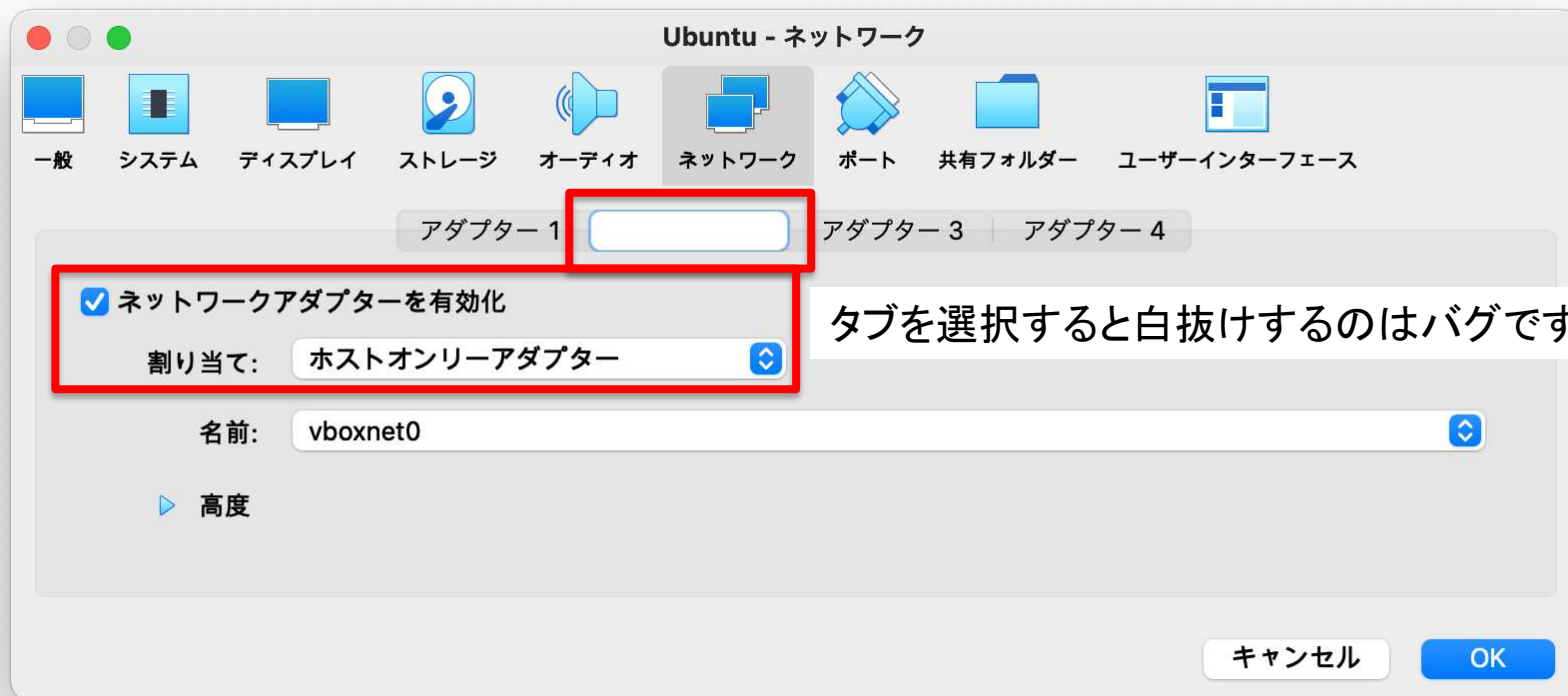 Ubuntu - ネットワーク
一般 システム ディスプレイ ストレージ オーディオ ネットワーク ポート 共有フォルダー ユーザーインターフェース
アダプター 1 アダプター 3 アダプター 4
ネットワークアダプターを有効化
タブを選択すると白抜けするのはバグです
割り当て: ホストオンリーアダプター
名前: vboxnet0
高度
キャンセル OK